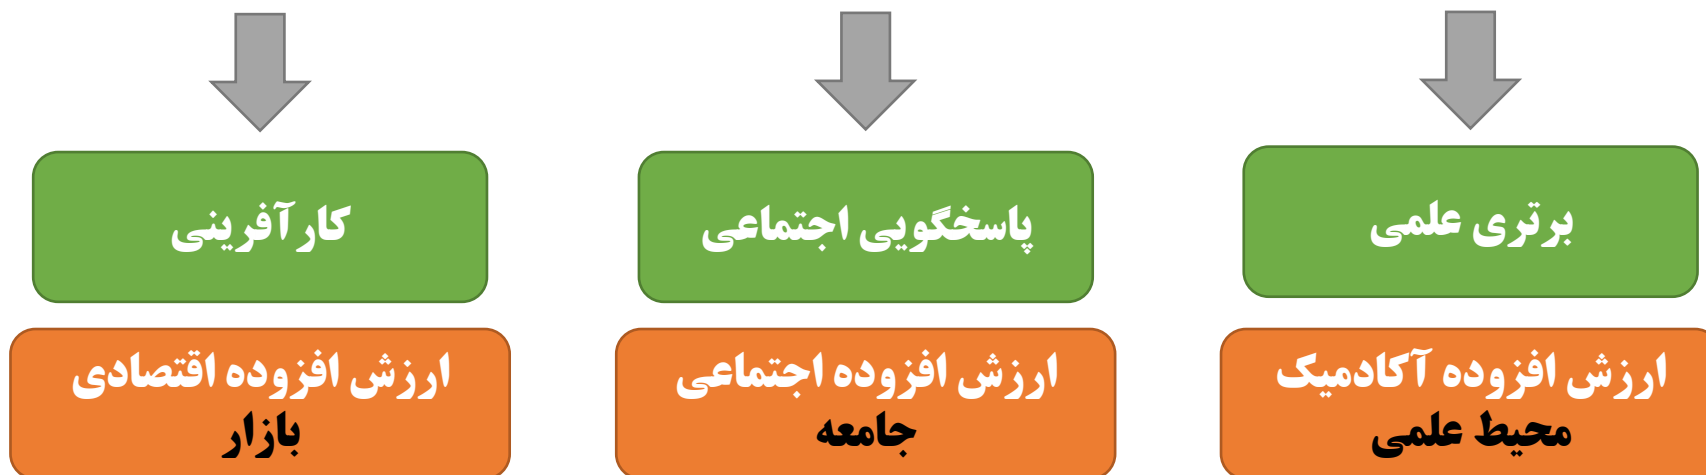 برتری علمی
پاسخگویی اجتماعی
کارآفرینی
ارزش افزوده آکادمیک
محیط علمی
ارزش افزوده اجتماعی
جامعه
ارزش افزوده اقتصادی
بازار